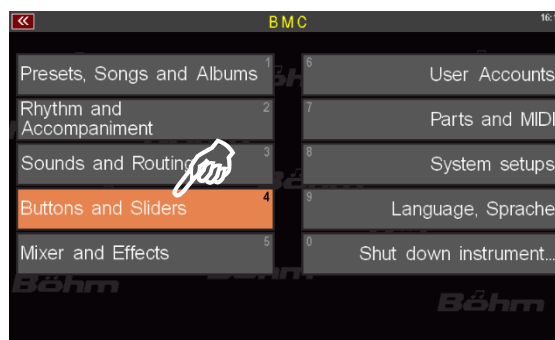 BMC
16:
Presets, Songs and Albums 1
Rhythm and
Accompaniment 2
Sounds and Routing 3
Buttons and Sliders 4
Mixer and Effects 5
6 User Accounts
7 Parts and MIDI
8 System setups
9 Language, Sprache
0 Shut down instrument...
Böhm
Böhm